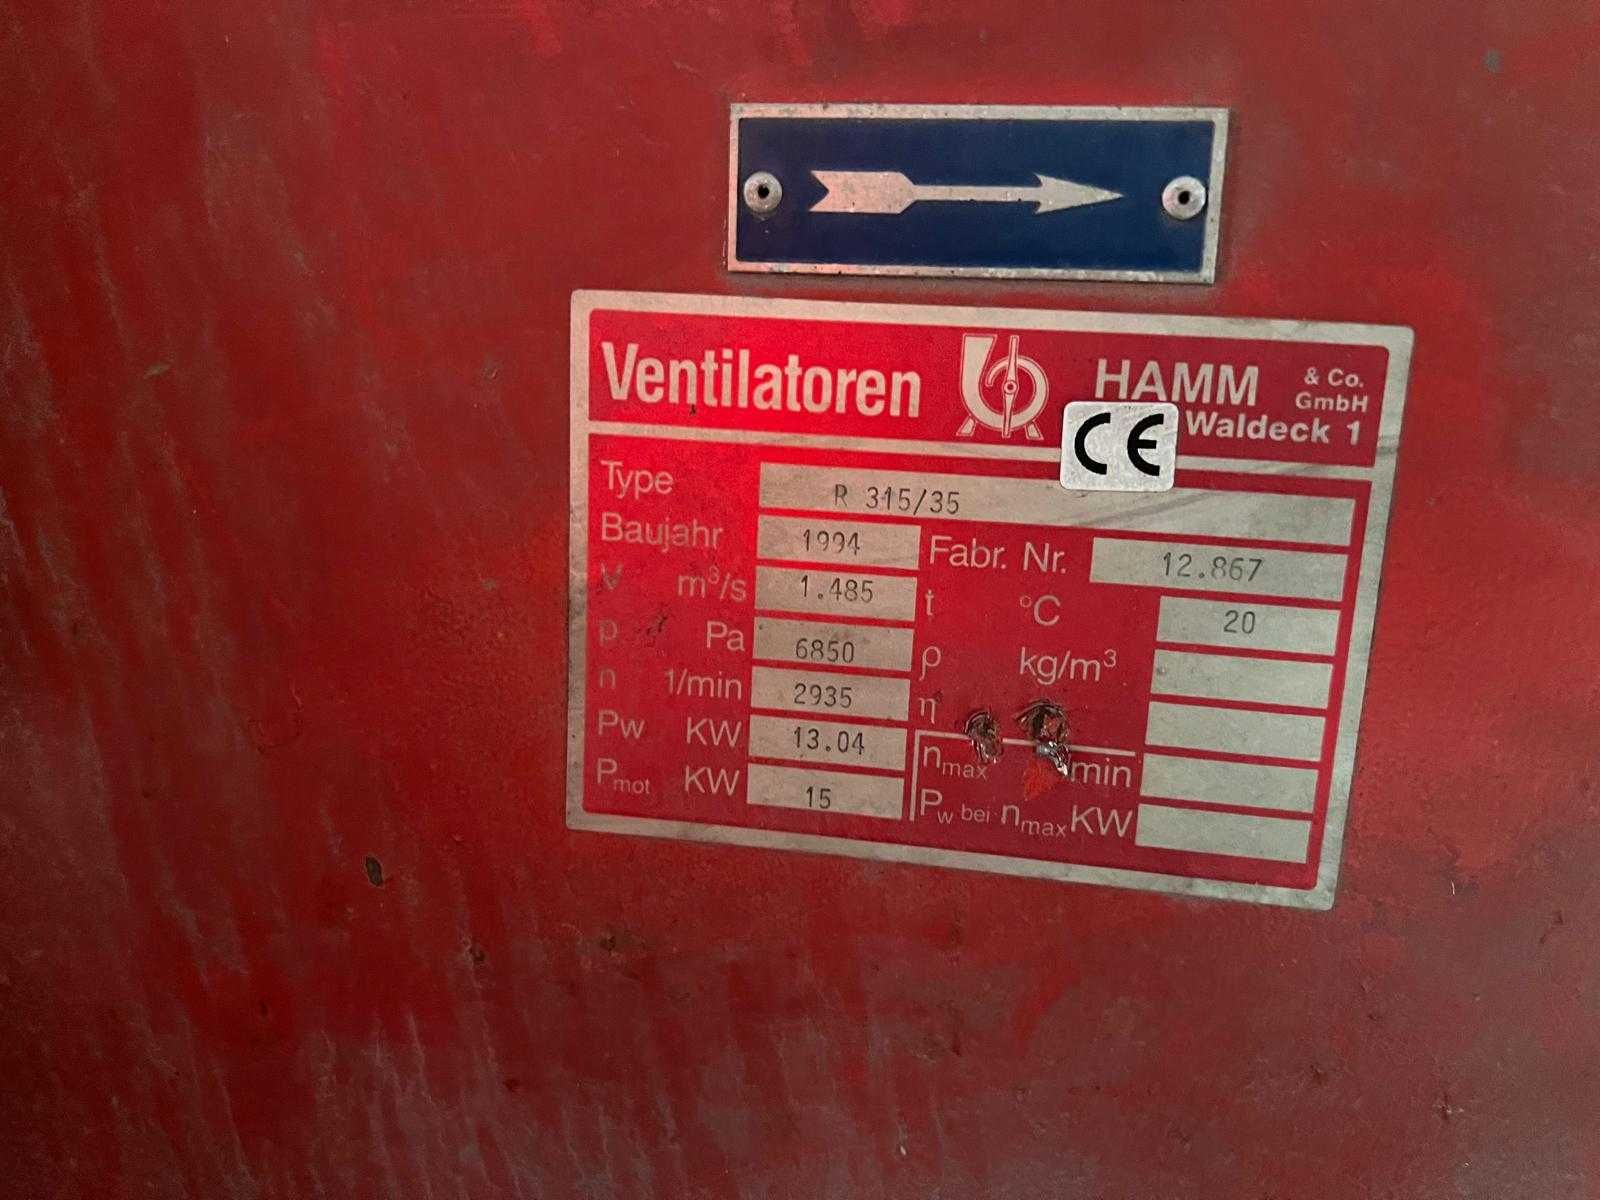 Ventilatoren HAMM & Co. GmbH
Waldeck 1
CE
Type R 315/35
Baujahr 1994 Fabr. Nr. 12.867
V m³/s 1.485 t °C 20
p Pa 6850 ρ kg/m³
n 1/min 2935 η
Pw KW 13.04 nmax min
Pmot KW 15 Pw bei nmax KW